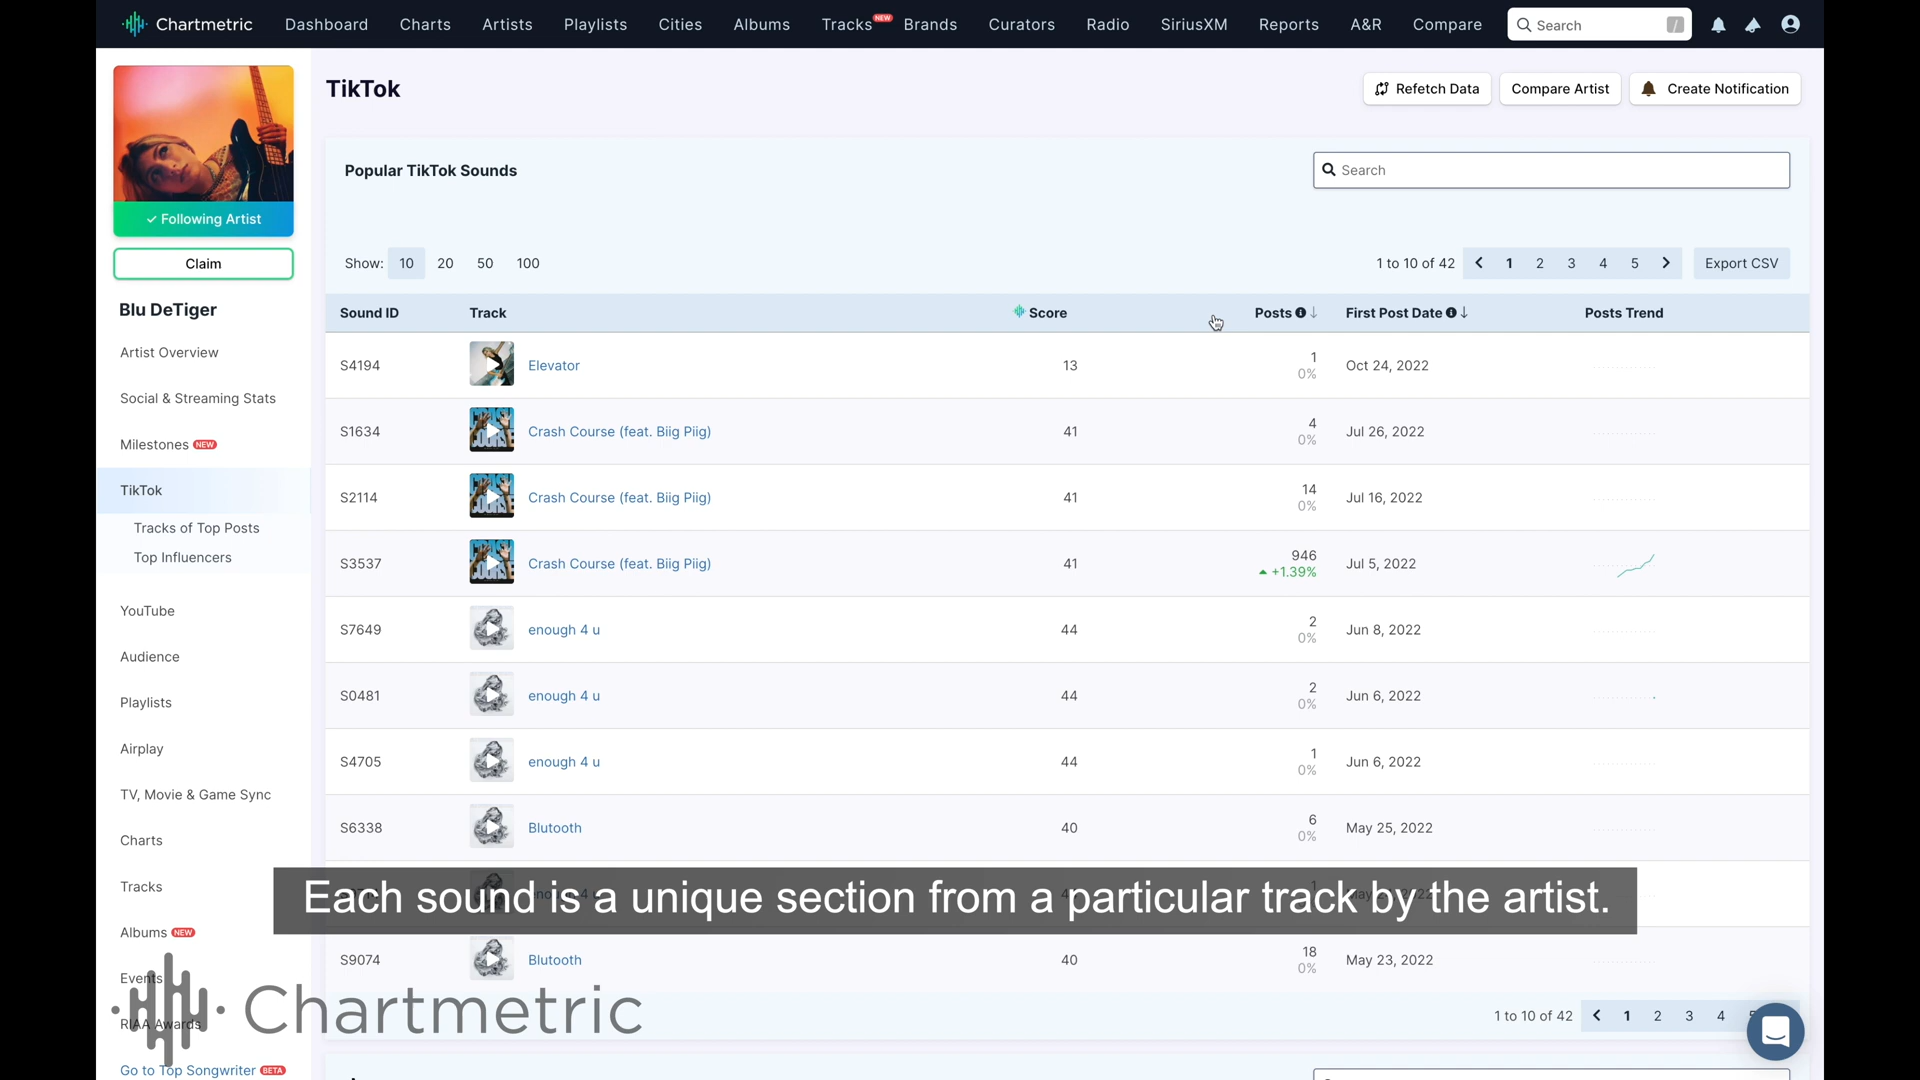 Chartmetric Dashboard Charts Artists Playlists Cities Albums Tracks NEW Brands Curators Radio SiriusXM Reports A&R Compare Search /
TikTok
Refetch Data Compare Artist Create Notification
Following Artist
Claim
Blu DeTiger
Artist Overview
Social & Streaming Stats
Milestones NEW
TikTok
Tracks of Top Posts
Top Influencers
YouTube
Audience
Playlists
Airplay
TV, Movie & Game Sync
Charts
Tracks
Albums NEW
Events
RIAA Awards
Go to Top Songwriter BETA
Popular TikTok Sounds
Search
Show: 10 20 50 100
1 to 10 of 42 1 2 3 4 5 Export CSV
Sound ID Track Score Posts First Post Date Posts Trend
S4194 Elevator 13 1 0% Oct 24, 2022
S1634 Crash Course (feat. Biig Piig) 41 4 0% Jul 26, 2022
S2114 Crash Course (feat. Biig Piig) 41 14 0% Jul 16, 2022
S3537 Crash Course (feat. Biig Piig) 41 946 +1.39% Jul 5, 2022
S7649 enough 4 u 44 2 0% Jun 8, 2022
S0481 enough 4 u 44 2 0% Jun 6, 2022
S4705 enough 4 u 44 1 0% Jun 6, 2022
S6338 Blutooth 40 6 0% May 25, 2022
Each sound is a unique section from a particular track by the artist.
S9074 Blutooth 40 18 0% May 23, 2022
1 to 10 of 42 1 2 3 4
Chartmetric